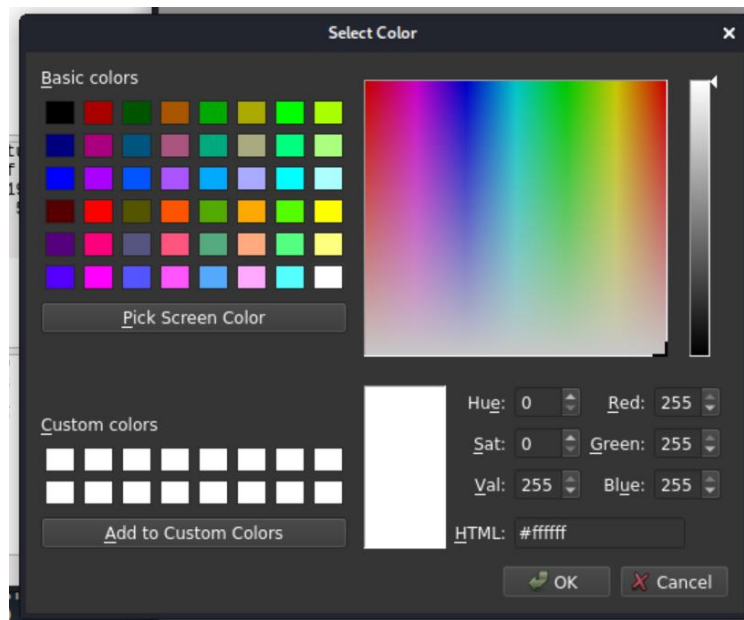 Select Color
Basic colors
Pick Screen Color
Custom colors
Add to Custom Colors
Hue: 0 Red: 255
Sat: 0 Green: 255
Val: 255 Blue: 255
HTML: #ffffff
OK Cancel